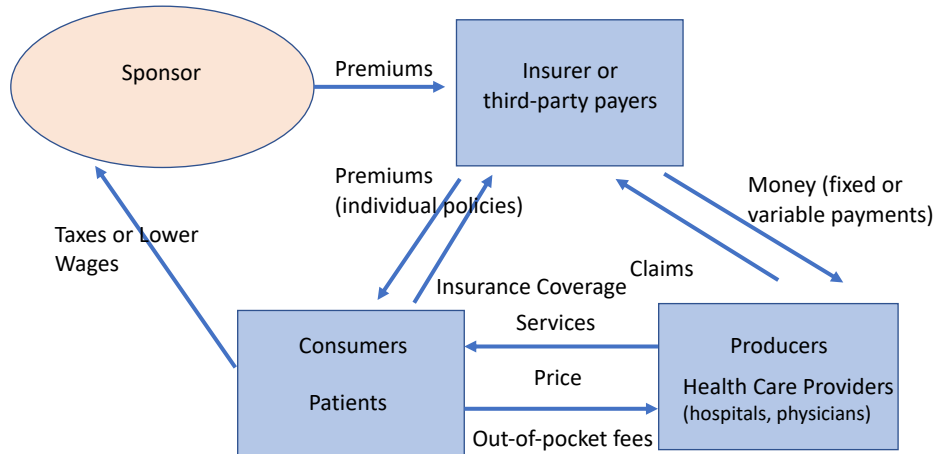 Sponsor
Premiums
Insurer or
third-party payers
Premiums
(individual policies)
Money (fixed or
variable payments)
Taxes or Lower
Wages
Claims
Insurance Coverage
Services
Consumers
Patients
Price
Producers
Health Care Providers
(hospitals, physicians)
Out-of-pocket fees